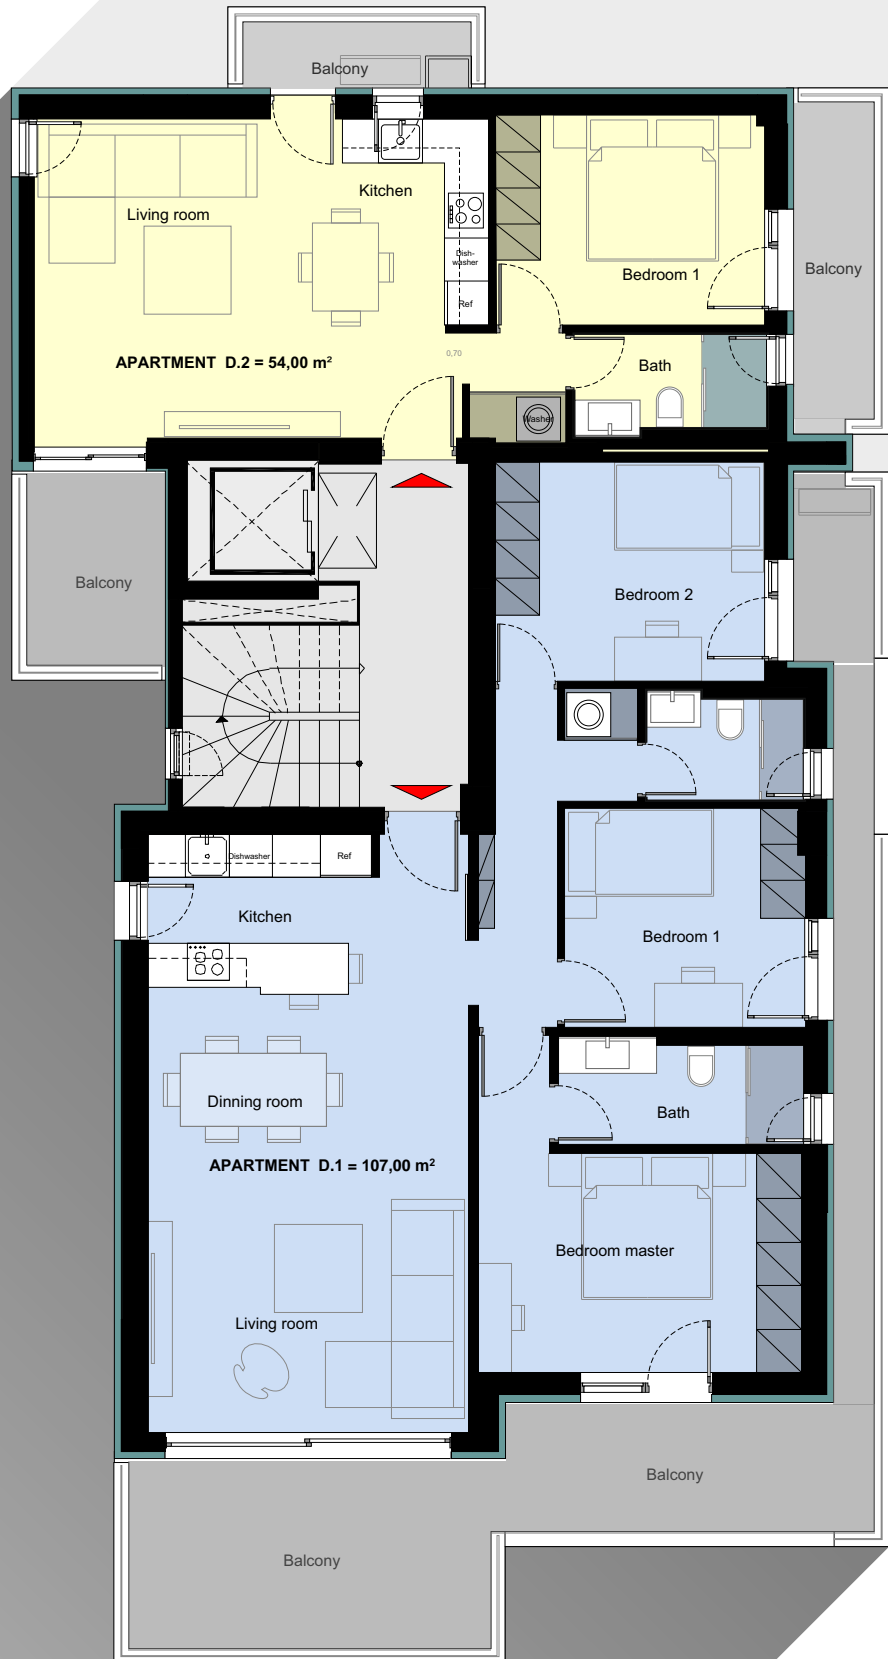 Balcony
Kitchen
Living room
Dish-
washer
Ref
Bedroom 1
Balcony
APARTMENT D.2 = 54,00 m²
0,70
Bath
Washer
Balcony
Bedroom 2
Dishwasher
Ref
Kitchen
Bedroom 1
Dinning room
Bath
APARTMENT D.1 = 107,00 m²
Bedroom master
Living room
Balcony
Balcony